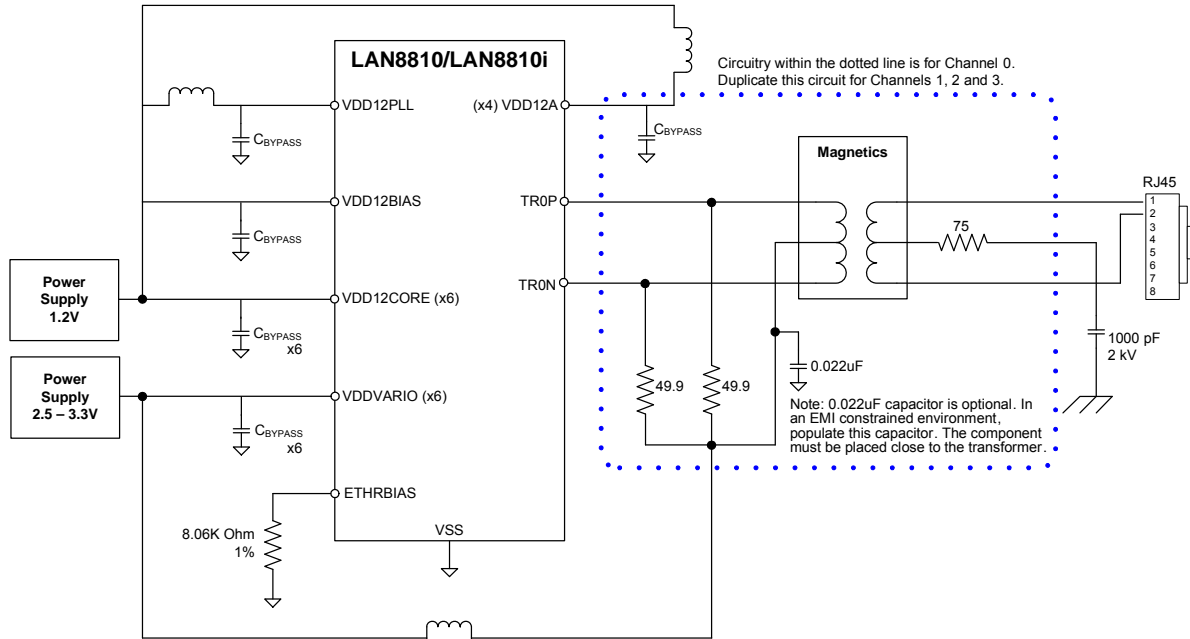 LAN8810/LAN8810i
Circuitry within the dotted line is for Channel 0.
Duplicate this circuit for Channels 1, 2 and 3.
VDD12PLL
(x4) VDD12A
CBYPASS
CBYPASS
Magnetics
RJ45
VDD12BIAS
TR0P
1
2
3
4
5
6
7
8
75
CBYPASS
Power
Supply
1.2V
TR0N
VDD12CORE (x6)
CBYPASS
x6
1000 pF
2 kV
0.022uF
Power
Supply
2.5 – 3.3V
49.9
49.9
VDDVARIO (x6)
Note: 0.022uF capacitor is optional. In
an EMI constrained environment,
populate this capacitor. The component
must be placed close to the transformer.
CBYPASS
x6
ETHRBIAS
8.06K Ohm
1%
VSS